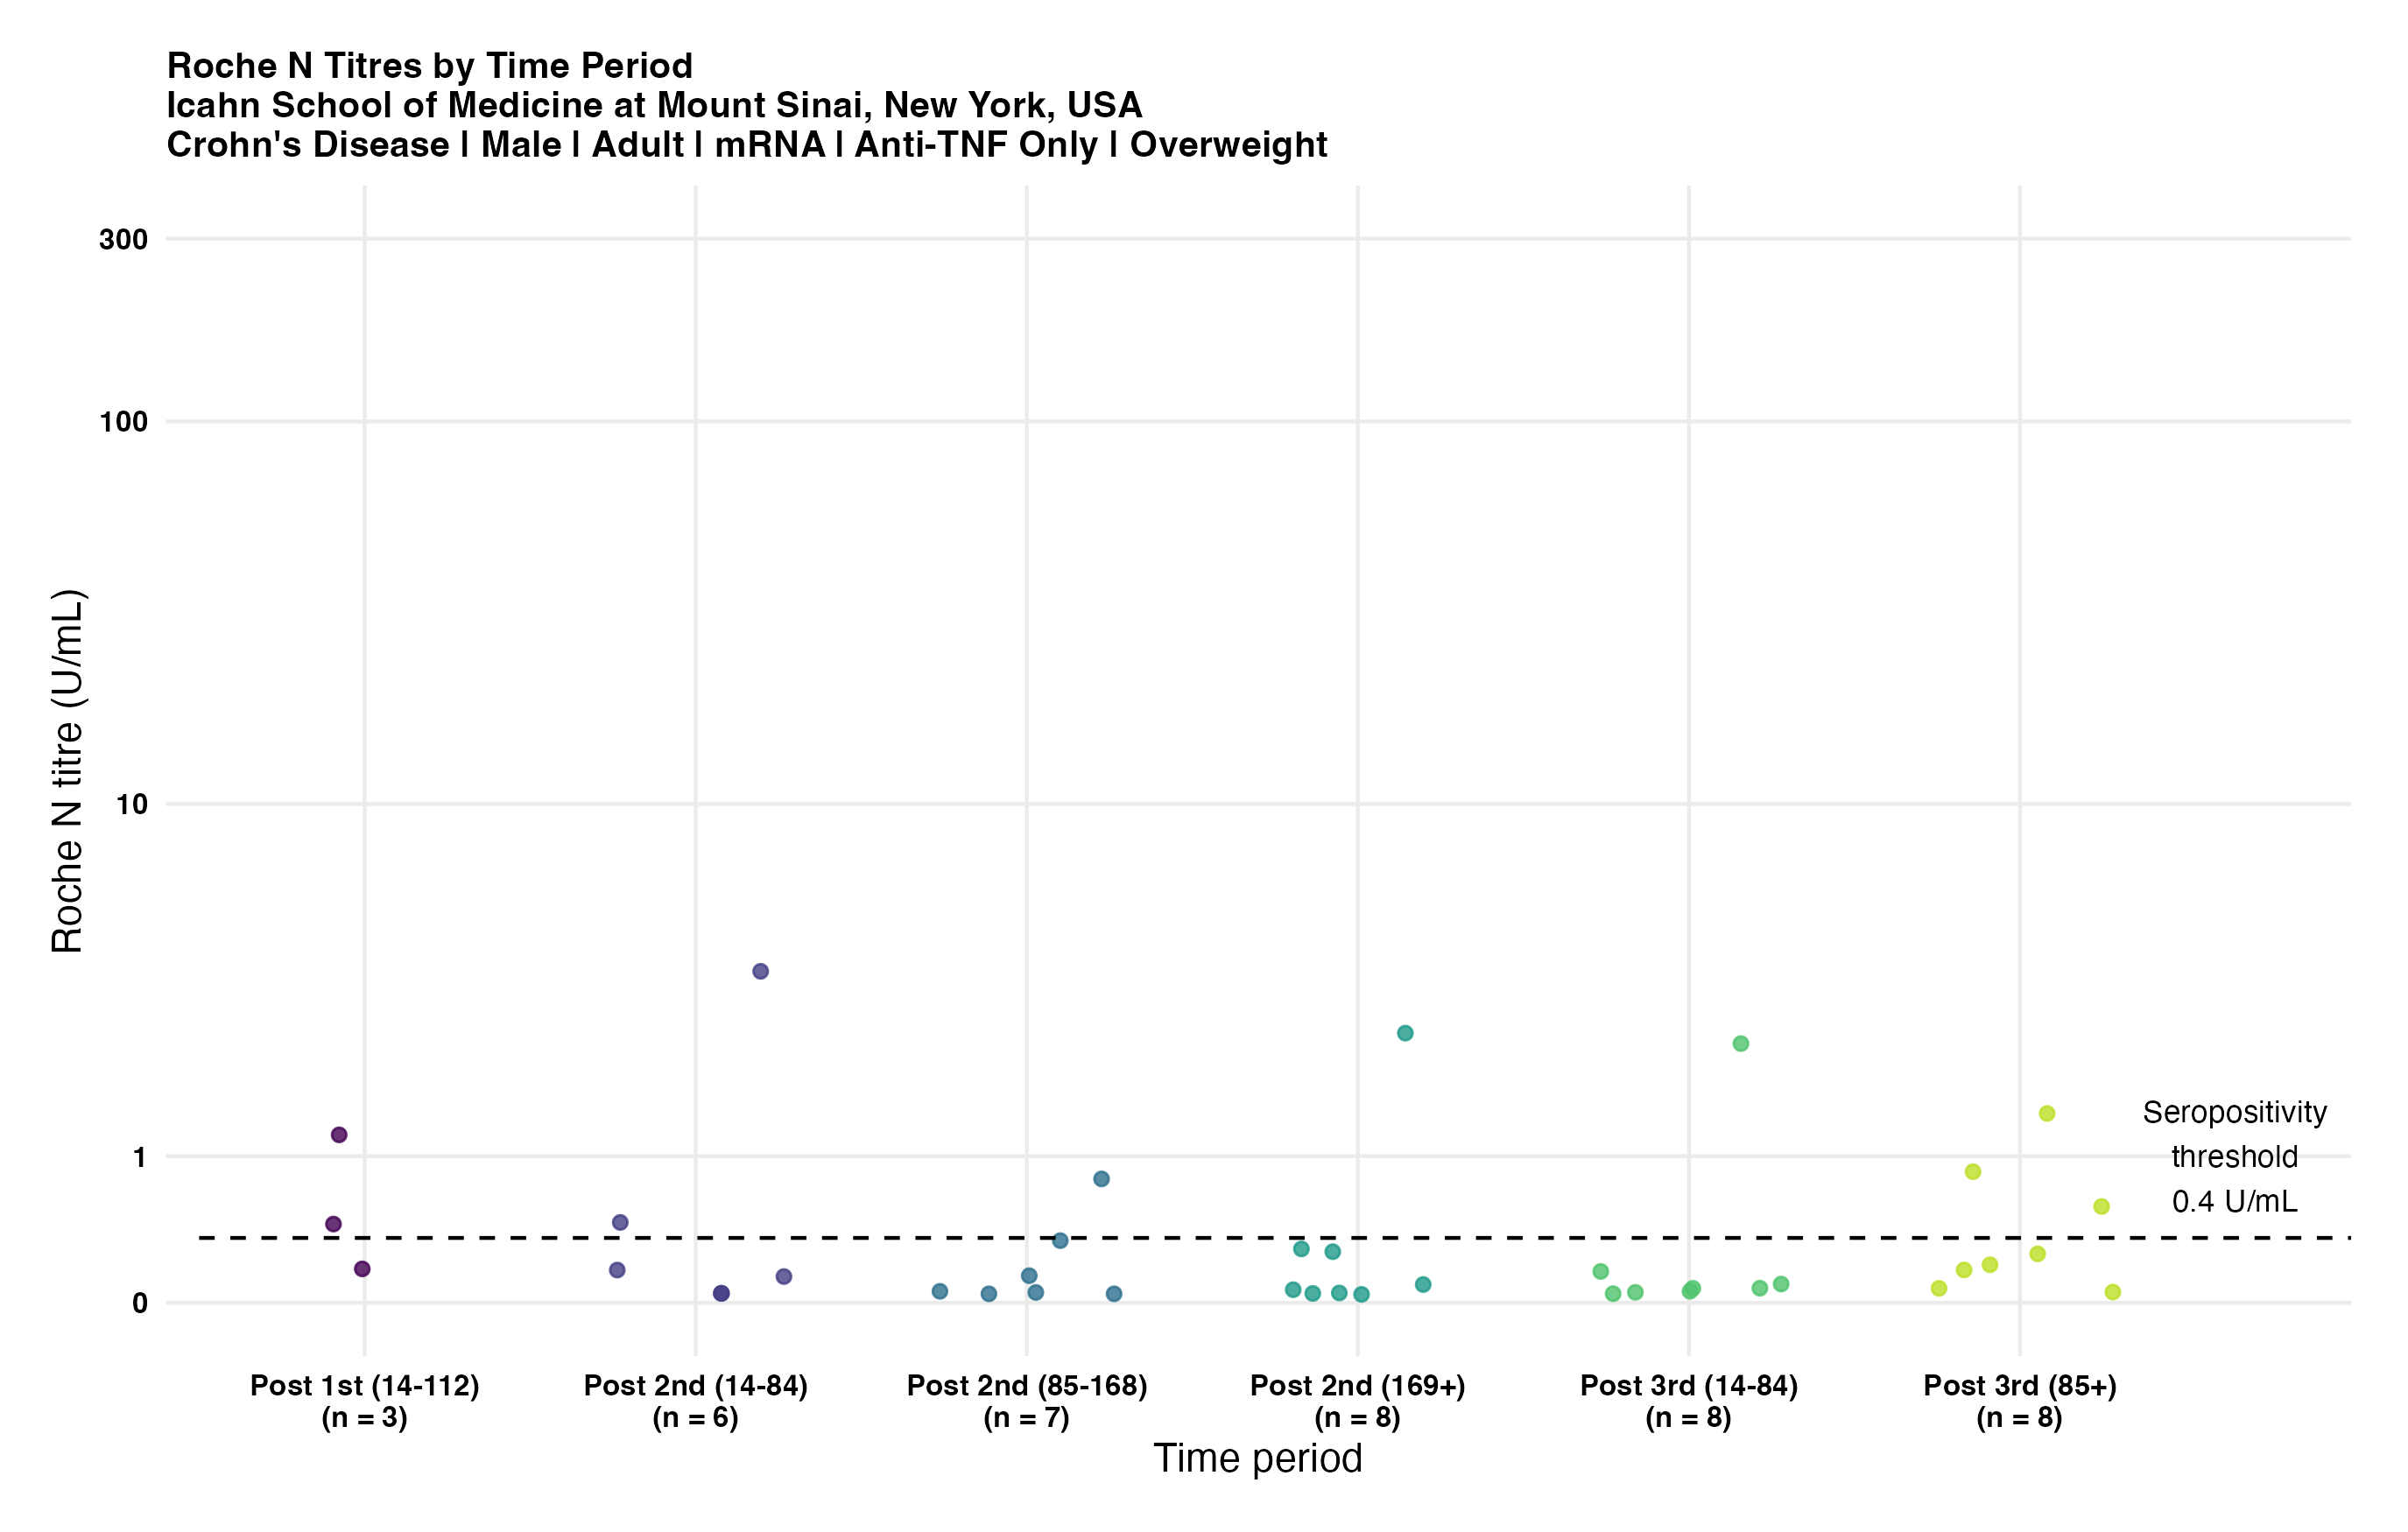 Roche N Titres by Time Period
Icahn School of Medicine at Mount Sinai, New York, USA
Crohn's Disease | Male | Adult | mRNA | Anti-TNF Only | Overweight
Roche N titre (U/mL)
300
100
10
1
0
Seropositivity
threshold
0.4 U/mL
Post 1st (14-112)
(n = 3)
Post 2nd (14-84)
(n = 6)
Post 2nd (85-168)
(n = 7)
Post 2nd (169+)
(n = 8)
Post 3rd (14-84)
(n = 8)
Post 3rd (85+)
(n = 8)
Time period